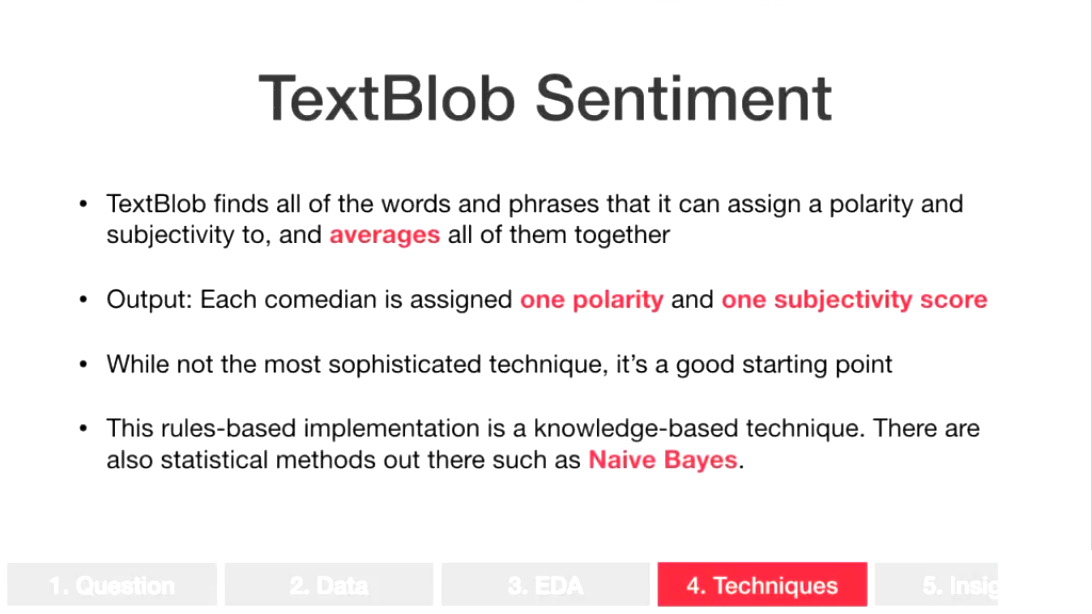 TextBlob Sentiment
• TextBlob finds all of the words and phrases that it can assign a polarity and
subjectivity to, and averages all of them together
• Output: Each comedian is assigned one polarity and one subjectivity score
• While not the most sophisticated technique, it’s a good starting point
• This rules-based implementation is a knowledge-based technique. There are
also statistical methods out there such as Naive Bayes.
1. Question 2. Data 3. EDA 4. Techniques 5.